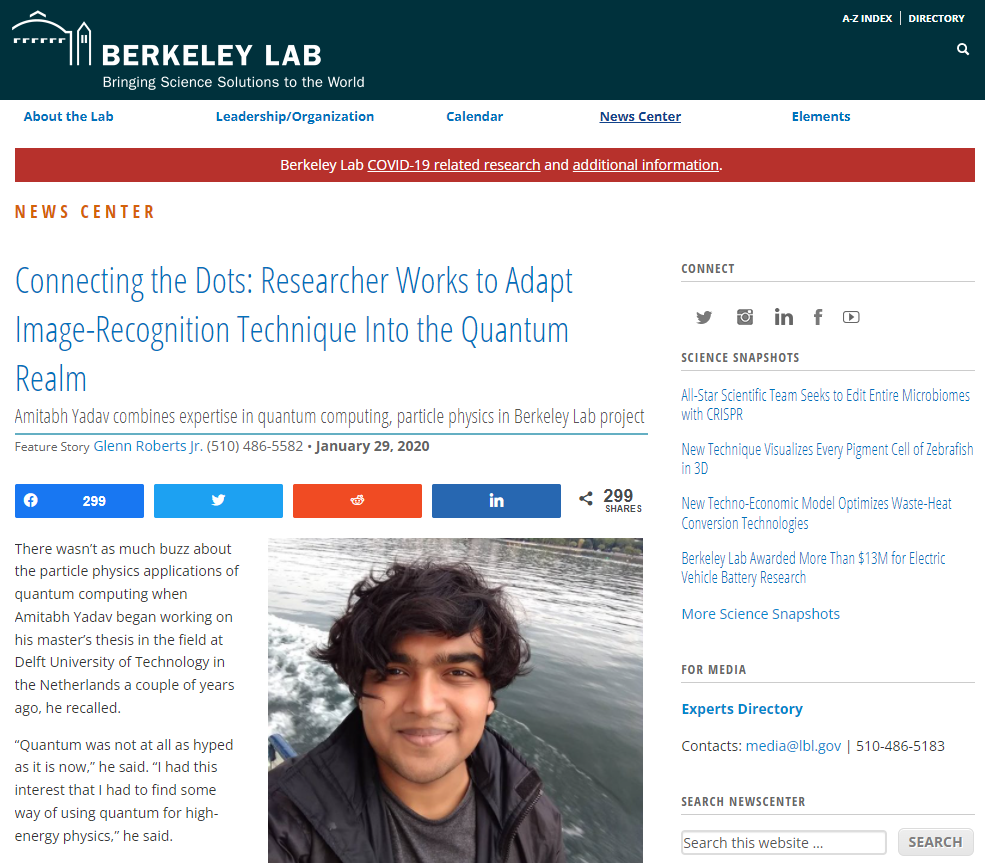 A-Z INDEX | DIRECTORY
BERKELEY LAB
Bringing Science Solutions to the World
About the Lab
Leadership/Organization
Calendar
News Center
Elements
Berkeley Lab COVID-19 related research and additional information.
NEWS CENTER
Connecting the Dots: Researcher Works to Adapt
Image-Recognition Technique Into the Quantum
Realm
Amitabh Yadav combines expertise in quantum computing, particle physics in Berkeley Lab project
Feature Story Glenn Roberts Jr. (510) 486-5582 • January 29, 2020
299
299
SHARES
There wasn’t as much buzz about
the particle physics applications of
quantum computing when
Amitabh Yadav began working on
his master’s thesis in the field at
Delft University of Technology in
the Netherlands a couple of years
ago, he recalled.
“Quantum was not at all as hyped
as it is now,” he said. “I had this
interest that I had to find some
way of using quantum for high-
energy physics,” he said.
CONNECT
SCIENCE SNAPSHOTS
All-Star Scientific Team Seeks to Edit Entire Microbiomes
with CRISPR
New Technique Visualizes Every Pigment Cell of Zebrafish
in 3D
New Techno-Economic Model Optimizes Waste-Heat
Conversion Technologies
Berkeley Lab Awarded More Than $13M for Electric
Vehicle Battery Research
More Science Snapshots
FOR MEDIA
Experts Directory
Contacts: media@lbl.gov | 510-486-5183
SEARCH NEWSCENTER
Search this website ...
SEARCH